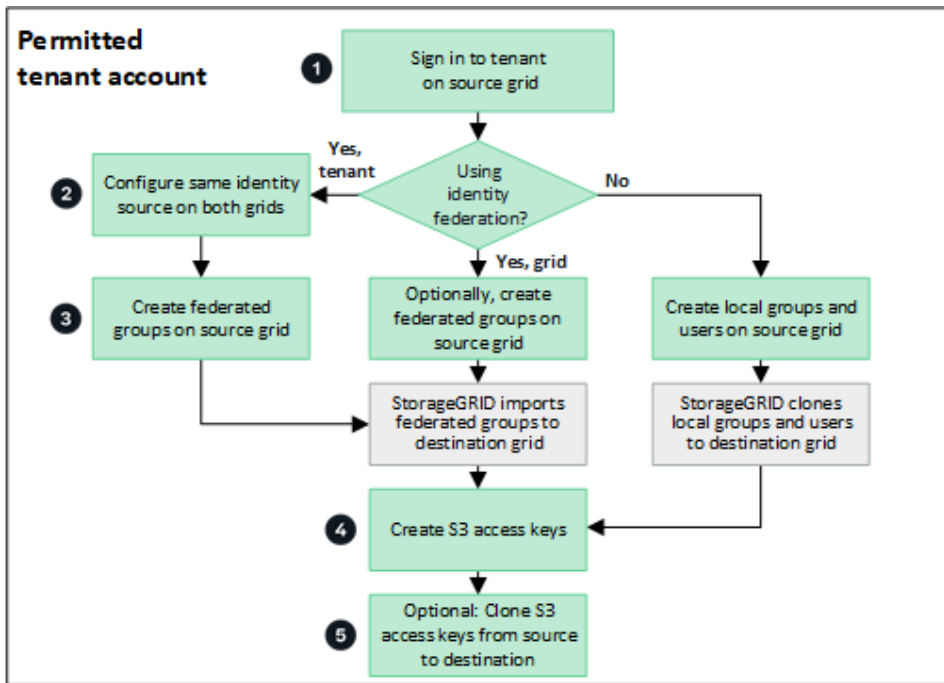 Permitted
tenant account
1
Sign in to tenant
on source grid
Yes,
tenant
Using
identity
federation?
No
2
Configure same identity
source on both grids
Yes, grid
3
Create federated
groups on source grid
Optionally, create
federated groups on
source grid
Create local groups and
users on source grid
StorageGRID imports
federated groups to
destination grid
StorageGRID clones
local groups and users
to destination grid
4
Create S3 access keys
5
Optional: Clone S3
access keys from source
to destination